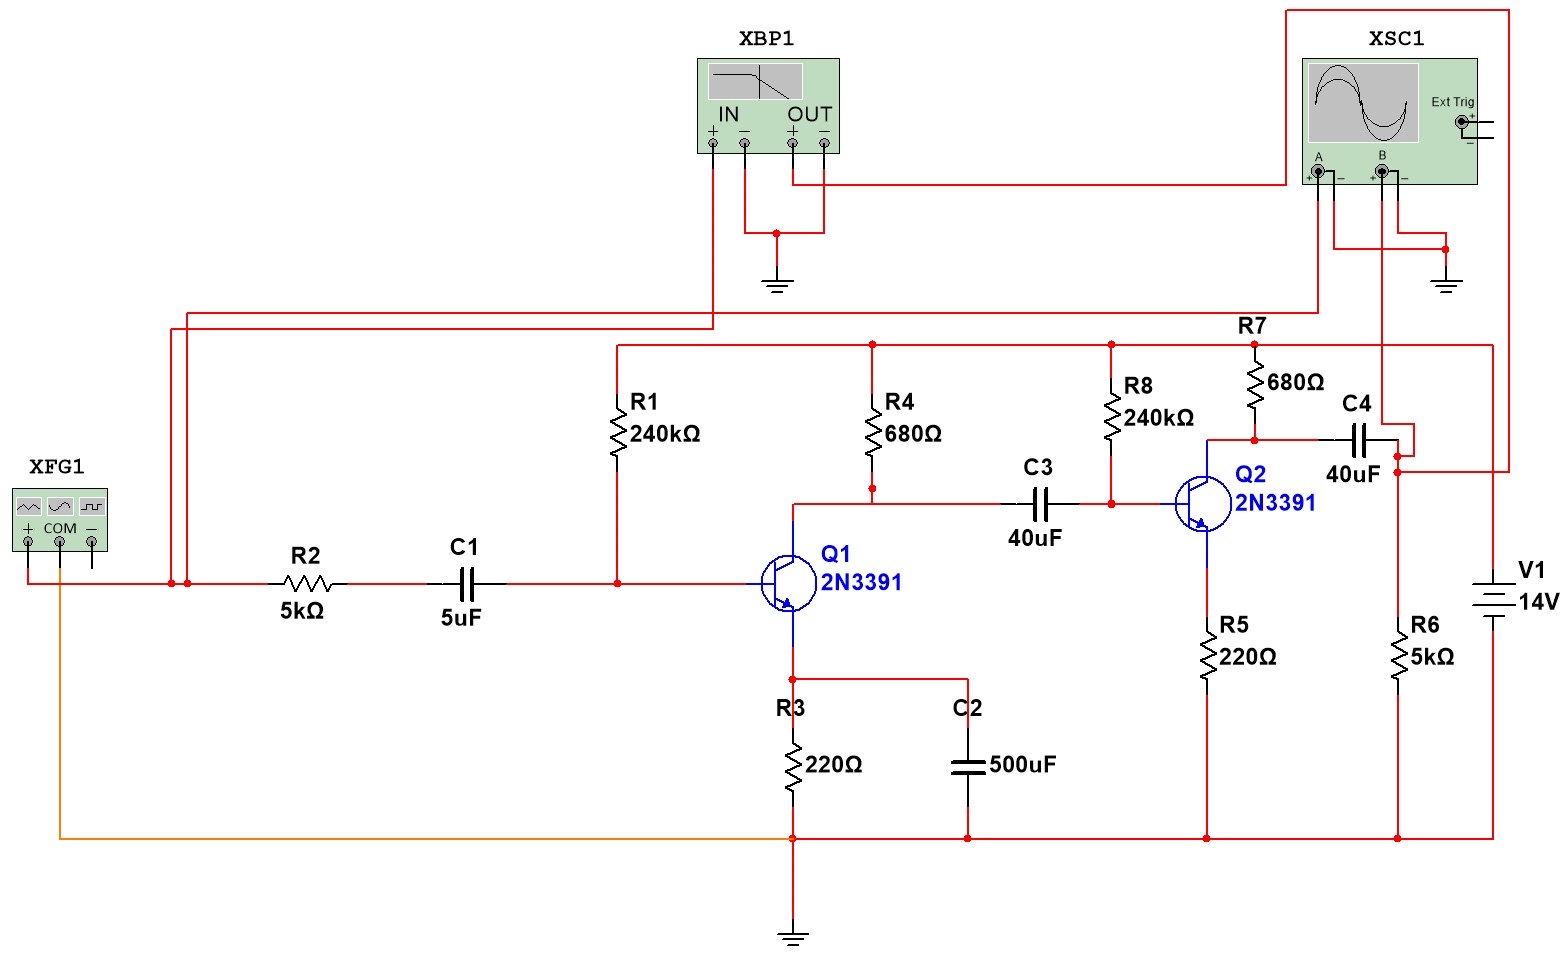 XBP1
XSC1
IN OUT
+ − + −
Ext Trig
+
−
A B
+ − + −
R7
680Ω
R1
240kΩ
R4
680Ω
R8
240kΩ
C4
40uF
XFG1
+ COM −
C3
40uF
Q2
2N3391
R2
5kΩ
C1
5uF
Q1
2N3391
V1
14V
R5
220Ω
R6
5kΩ
R3
220Ω
C2
500uF